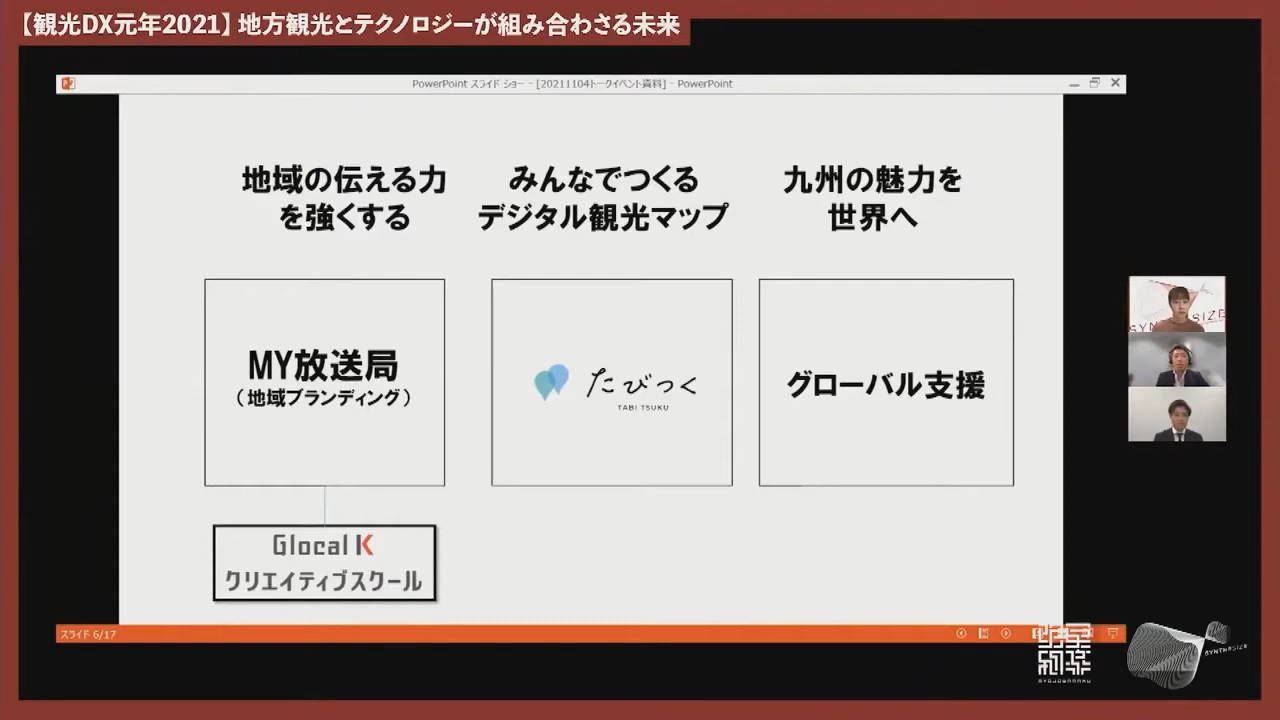 【観光DX元年2021】地方観光とテクノロジーが組み合わさる未来
PowerPoint スライド ショー - [20211104トークイベント資料] - PowerPoint
地域の伝える力
を強くする
みんなでつくる
デジタル観光マップ
九州の魅力を
世界へ
MY放送局
（地域ブランディング）
たびつく
TABI TSUKU
グローバル支援
Glocal K
クリエイティブスクール
スライド 6/17
SYNTHESIZE